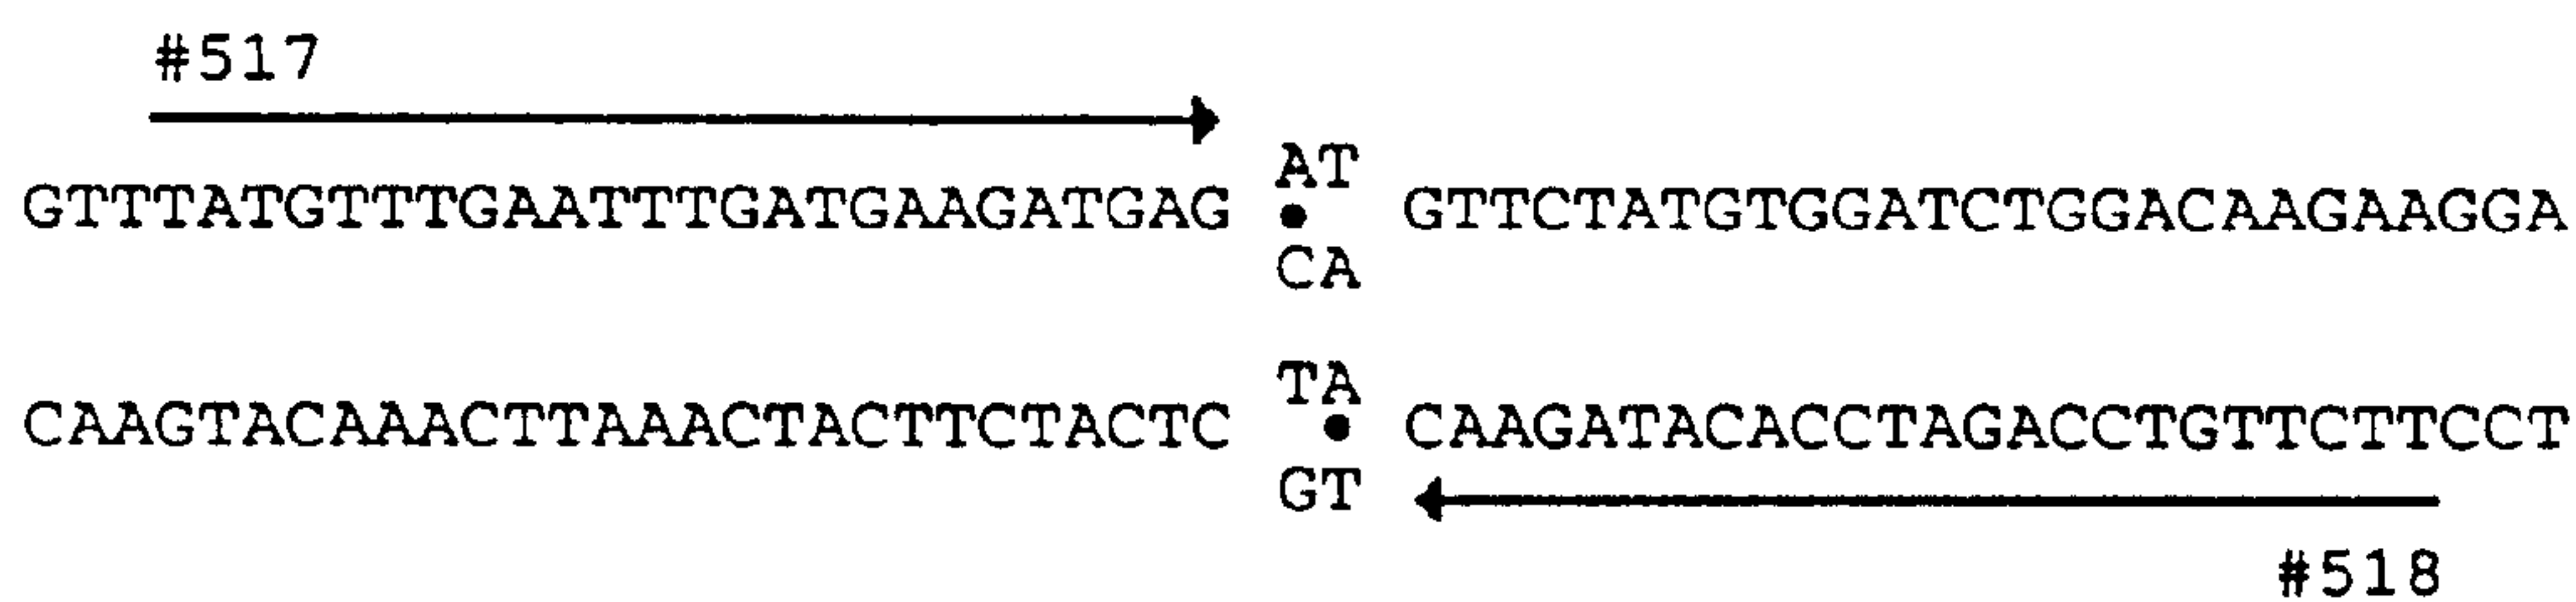 #517
AT
GTTTATGTTTGAATTTGATGAAGATGAG • GTTCTATGTGGATCTGGACAAGAAGGA
CA
TA
CAAGTACAAACTTAAACTACTTCTACTC • CAAGATACACCTAGACCTGTTCTTCCT
GT
#518